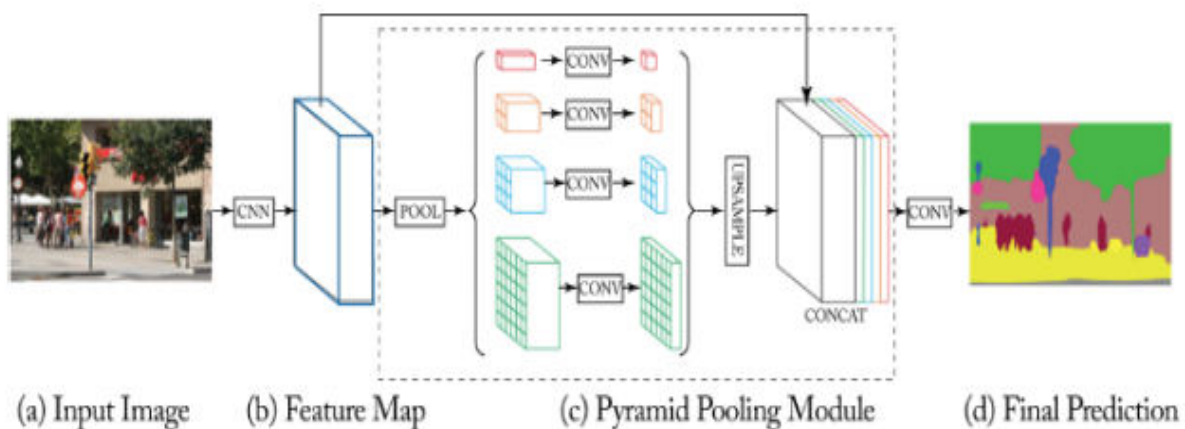 CONV
CONV
CNN
POOL
CONV
UPSAMPLE
CONV
CONV
CONCAT
(a) Input Image
(b) Feature Map
(c) Pyramid Pooling Module
(d) Final Prediction